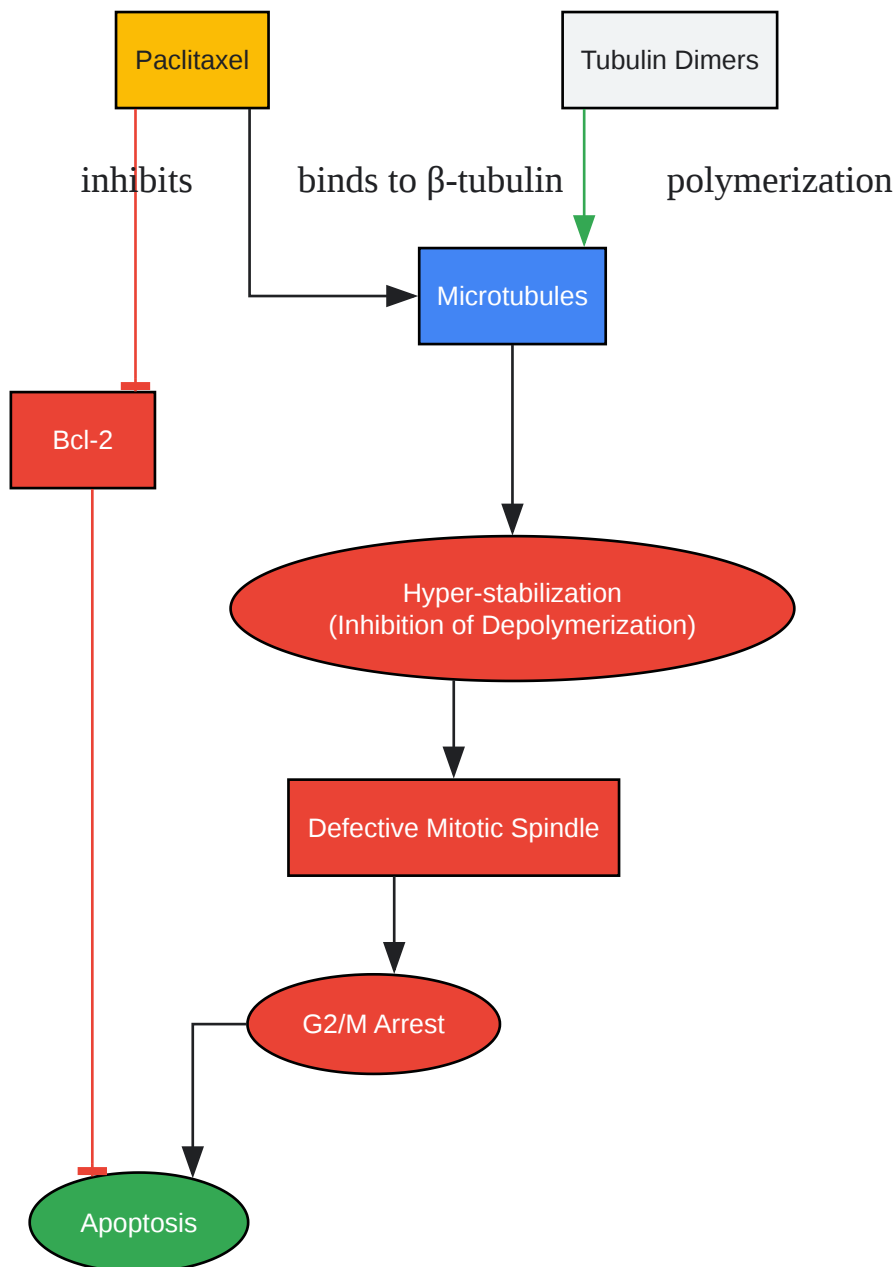 Paclitaxel
Tubulin Dimers
inhibits
binds to β-tubulin
polymerization
Microtubules
Bcl-2
Hyper-stabilization
(Inhibition of Depolymerization)
Defective Mitotic Spindle
G2/M Arrest
Apoptosis